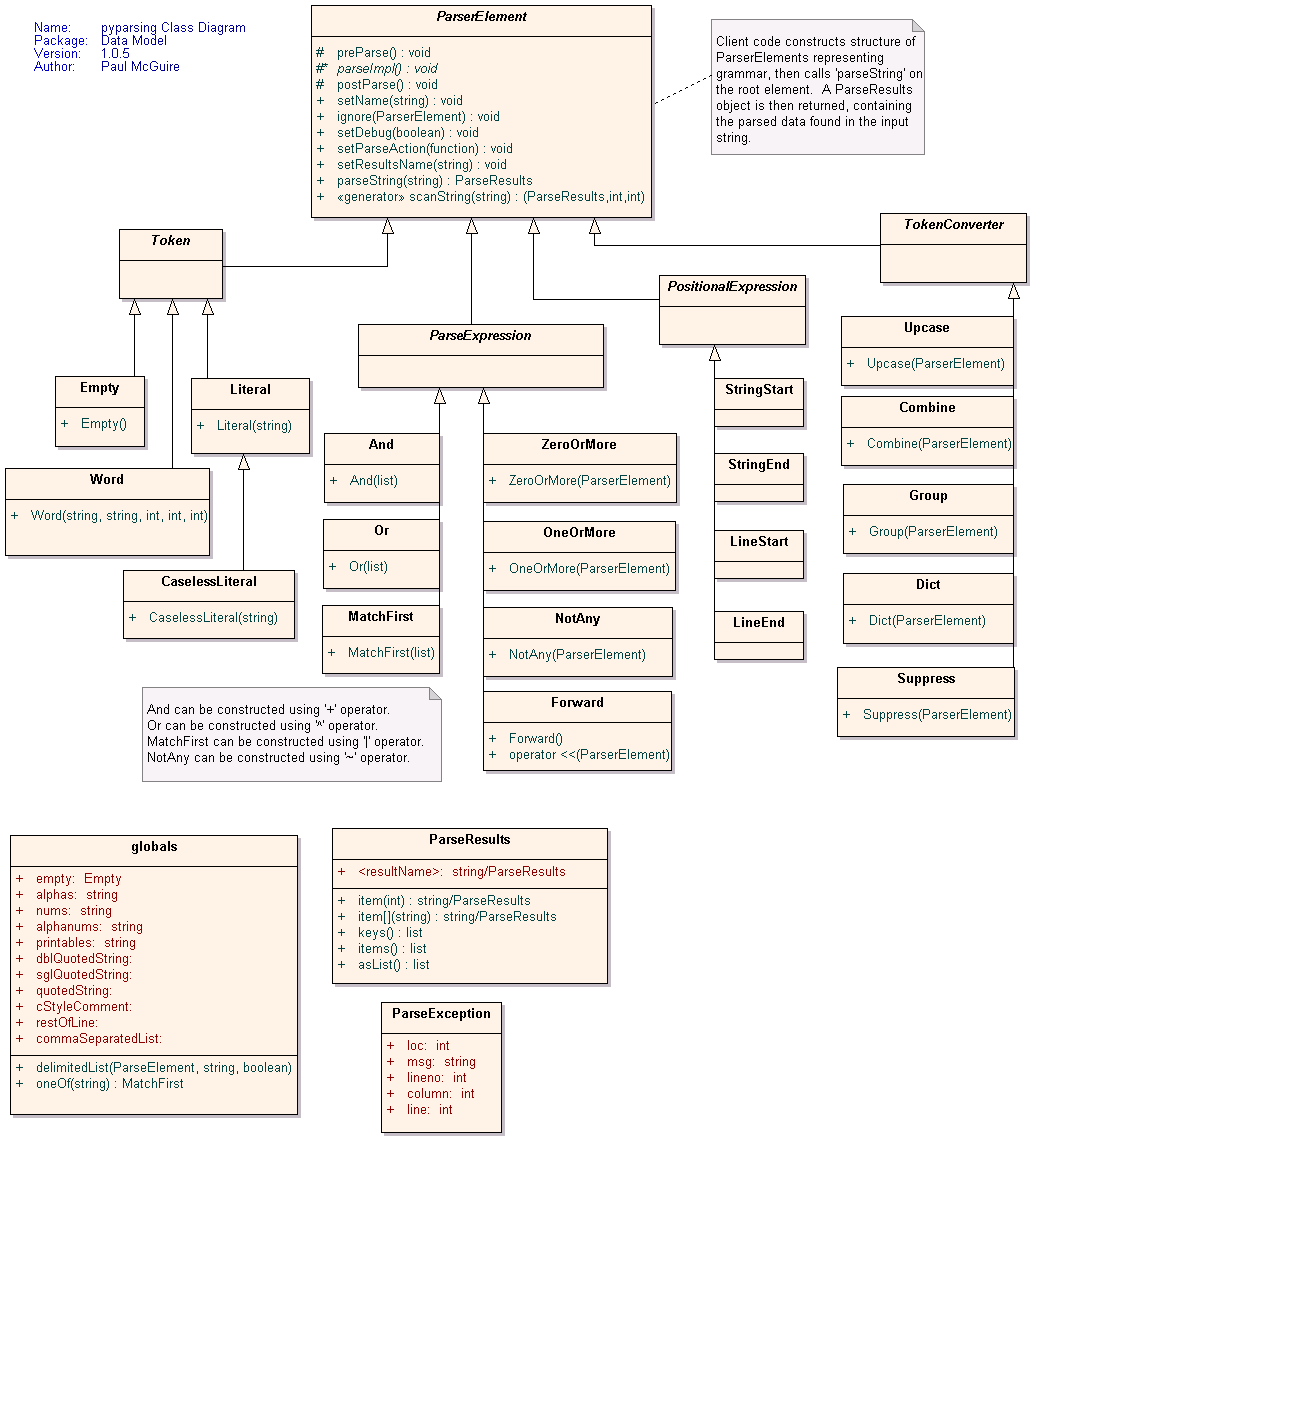 Name: pyparsing Class Diagram
Package: Data Model
Version: 1.0.5
Author: Paul McGuire
ParserElement
# preParse() : void
#* parseImpl() : void
# postParse() : void
+ setName(string) : void
+ ignore(ParserElement) : void
+ setDebug(boolean) : void
+ setParseAction(function) : void
+ setResultsName(string) : void
+ parseString(string) : ParseResults
+ «generator» scanString(string) : (ParseResults,int,int)
Client code constructs structure of
ParserElements representing
grammar, then calls 'parseString' on
the root element.  A ParseResults
object is then returned, containing
the parsed data found in the input
string.
Token
TokenConverter
PositionalExpression
ParseExpression
Empty
+ Empty()
Literal
+ Literal(string)
Word
+ Word(string, string, int, int, int)
CaselessLiteral
+ CaselessLiteral(string)
And
+ And(list)
Or
+ Or(list)
MatchFirst
+ MatchFirst(list)
ZeroOrMore
+ ZeroOrMore(ParserElement)
OneOrMore
+ OneOrMore(ParserElement)
NotAny
+ NotAny(ParserElement)
Forward
+ Forward()
+ operator <<(ParserElement)
StringStart
StringEnd
LineStart
LineEnd
Upcase
+ Upcase(ParserElement)
Combine
+ Combine(ParserElement)
Group
+ Group(ParserElement)
Dict
+ Dict(ParserElement)
Suppress
+ Suppress(ParserElement)
And can be constructed using '+' operator.
Or can be constructed using '^' operator.
MatchFirst can be constructed using '|' operator.
NotAny can be constructed using '~' operator.
globals
+ empty: Empty
+ alphas: string
+ nums: string
+ alphanums: string
+ printables: string
+ dblQuotedString:
+ sglQuotedString:
+ quotedString:
+ cStyleComment:
+ restOfLine:
+ commaSeparatedList:
+ delimitedList(ParseElement, string, boolean)
+ oneOf(string) : MatchFirst
ParseResults
+ <resultName>: string/ParseResults
+ item(int) : string/ParseResults
+ item[](string) : string/ParseResults
+ keys() : list
+ items() : list
+ asList() : list
ParseException
+ loc: int
+ msg: string
+ lineno: int
+ column: int
+ line: int